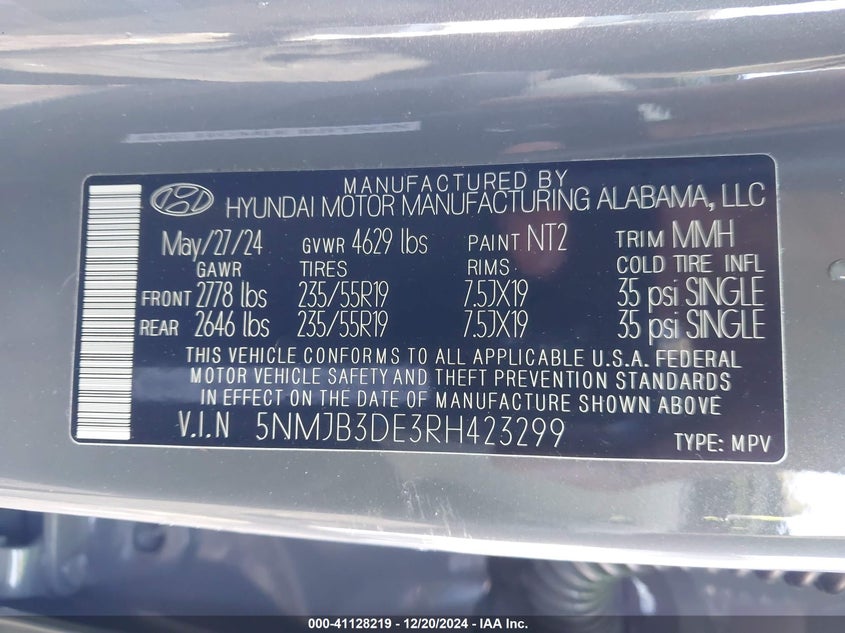 MANUFACTURED BY
HYUNDAI MOTOR MANUFACTURING ALABAMA, LLC
May/27/24 GVWR 4629 lbs PAINT NT2 TRIM MMH
GAWR TIRES RIMS COLD TIRE INFL
FRONT 2778 lbs 235/55R19 7.5JX19 35 psi SINGLE
REAR 2646 lbs 235/55R19 7.5JX19 35 psi SINGLE
THIS VEHICLE CONFORMS TO ALL APPLICABLE U.S.A. FEDERAL
MOTOR VEHICLE SAFETY AND THEFT PREVENTION STANDARDS
IN EFFECT ON THE DATE OF MANUFACTURE SHOWN ABOVE
V.I.N 5NMJB3DE3RH423299 TYPE: MPV
000-41128219 - 12/20/2024 - IAA Inc.